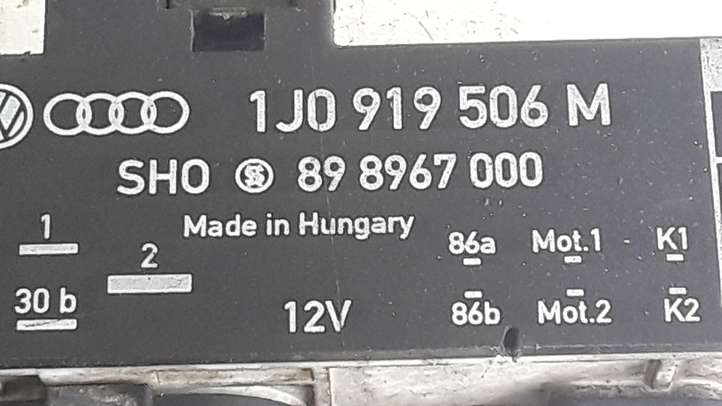 1J0 919 506 M
SHO 89 8967 000
Made in Hungary
1
2
86a Mot.1 K1
30 b
12V
86b Mot.2 K2